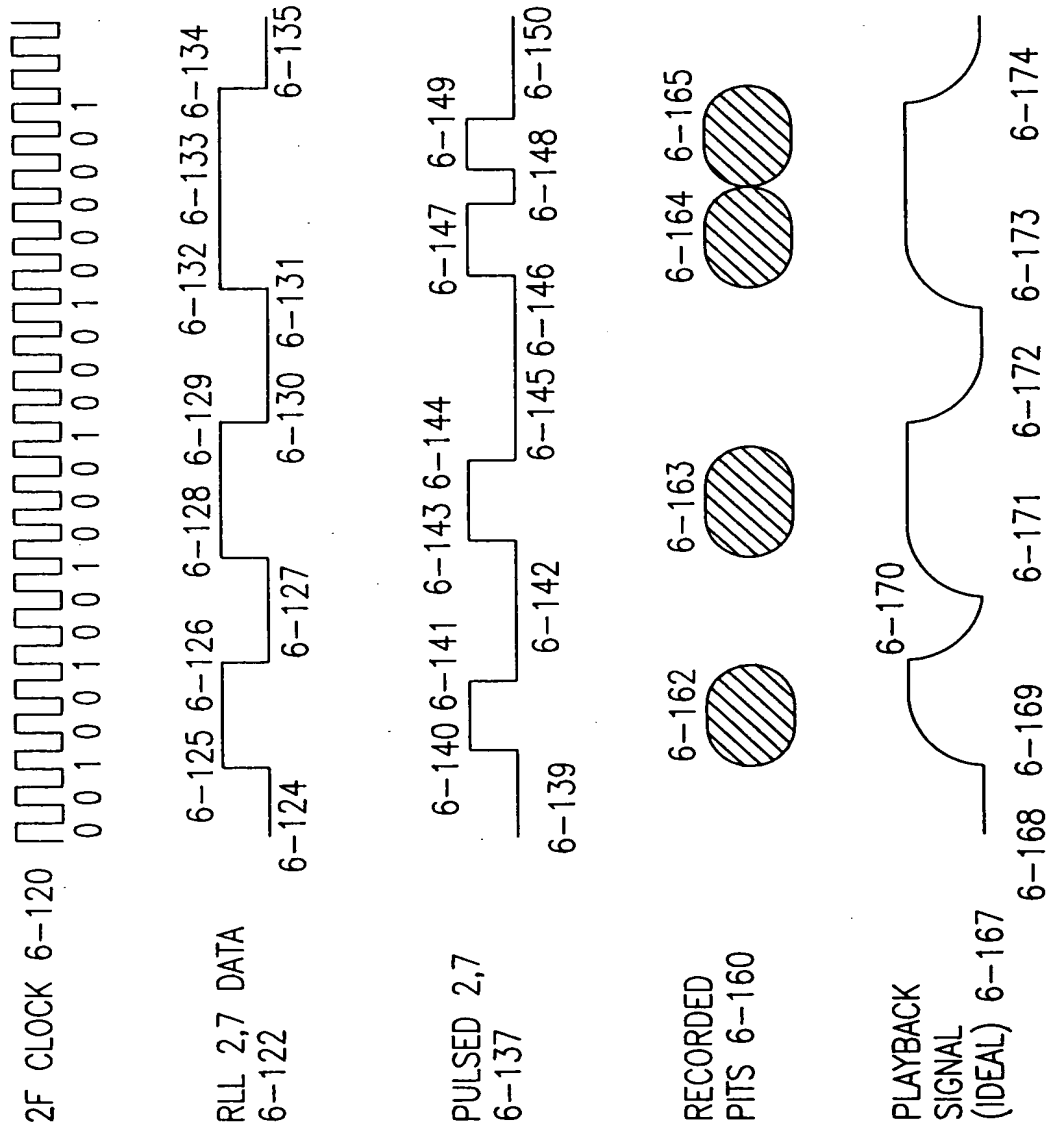 2F CLOCK 6-120
0 0 1 0 0 1 0 0 1 0 0 0 1 0 0 0 1 0 0 0 0 0 1
RLL 2,7 DATA
6-122
6-125 6-126 6-128 6-129 6-132 6-133 6-134
6-124 6-127 6-130 6-131 6-135
PULSED 2,7
6-137
6-140 6-141 6-143 6-144 6-147 6-149
6-139 6-142 6-145 6-146 6-148 6-150
RECORDED
PITS 6-160
6-162 6-163 6-164 6-165
PLAYBACK
SIGNAL
(IDEAL) 6-167
6-170
6-168 6-169 6-171 6-172 6-173 6-174